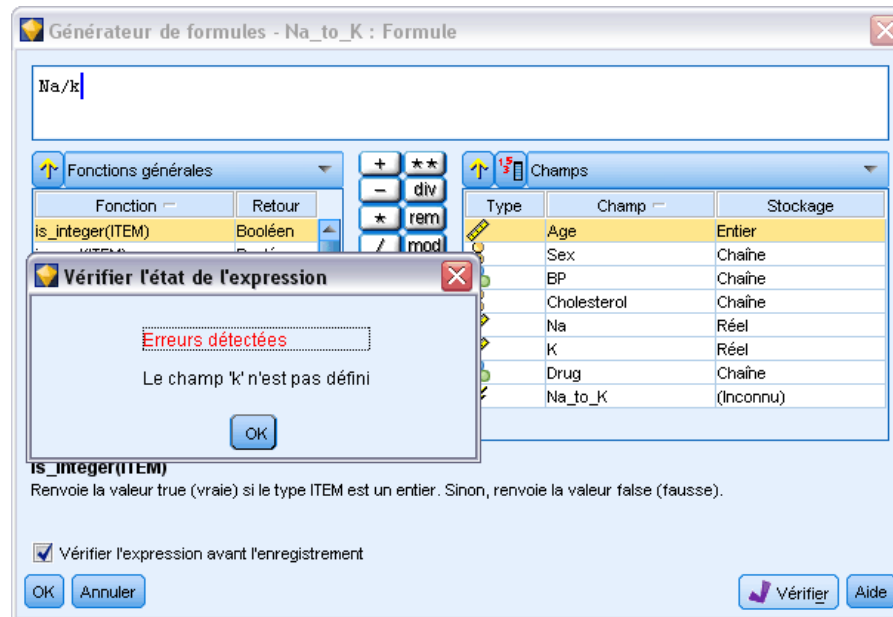 Générateur de formules - Na_to_K : Formule
Na/k
Fonctions générales
Fonction Retour
is_integer(ITEM) Booléen
+ **
- div
* rem
/ mod
Champs
Type Champ Stockage
Age Entier
Sex Chaîne
BP Chaîne
Cholesterol Chaîne
Na Réel
K Réel
Drug Chaîne
Na_to_K (Inconnu)
Vérifier l'état de l'expression
Erreurs détectées
Le champ 'k' n'est pas défini
OK
is_integer(ITEM)
Renvoie la valeur true (vraie) si le type ITEM est un entier. Sinon, renvoie la valeur false (fausse).
Vérifier l'expression avant l'enregistrement
OK Annuler Vérifier Aide